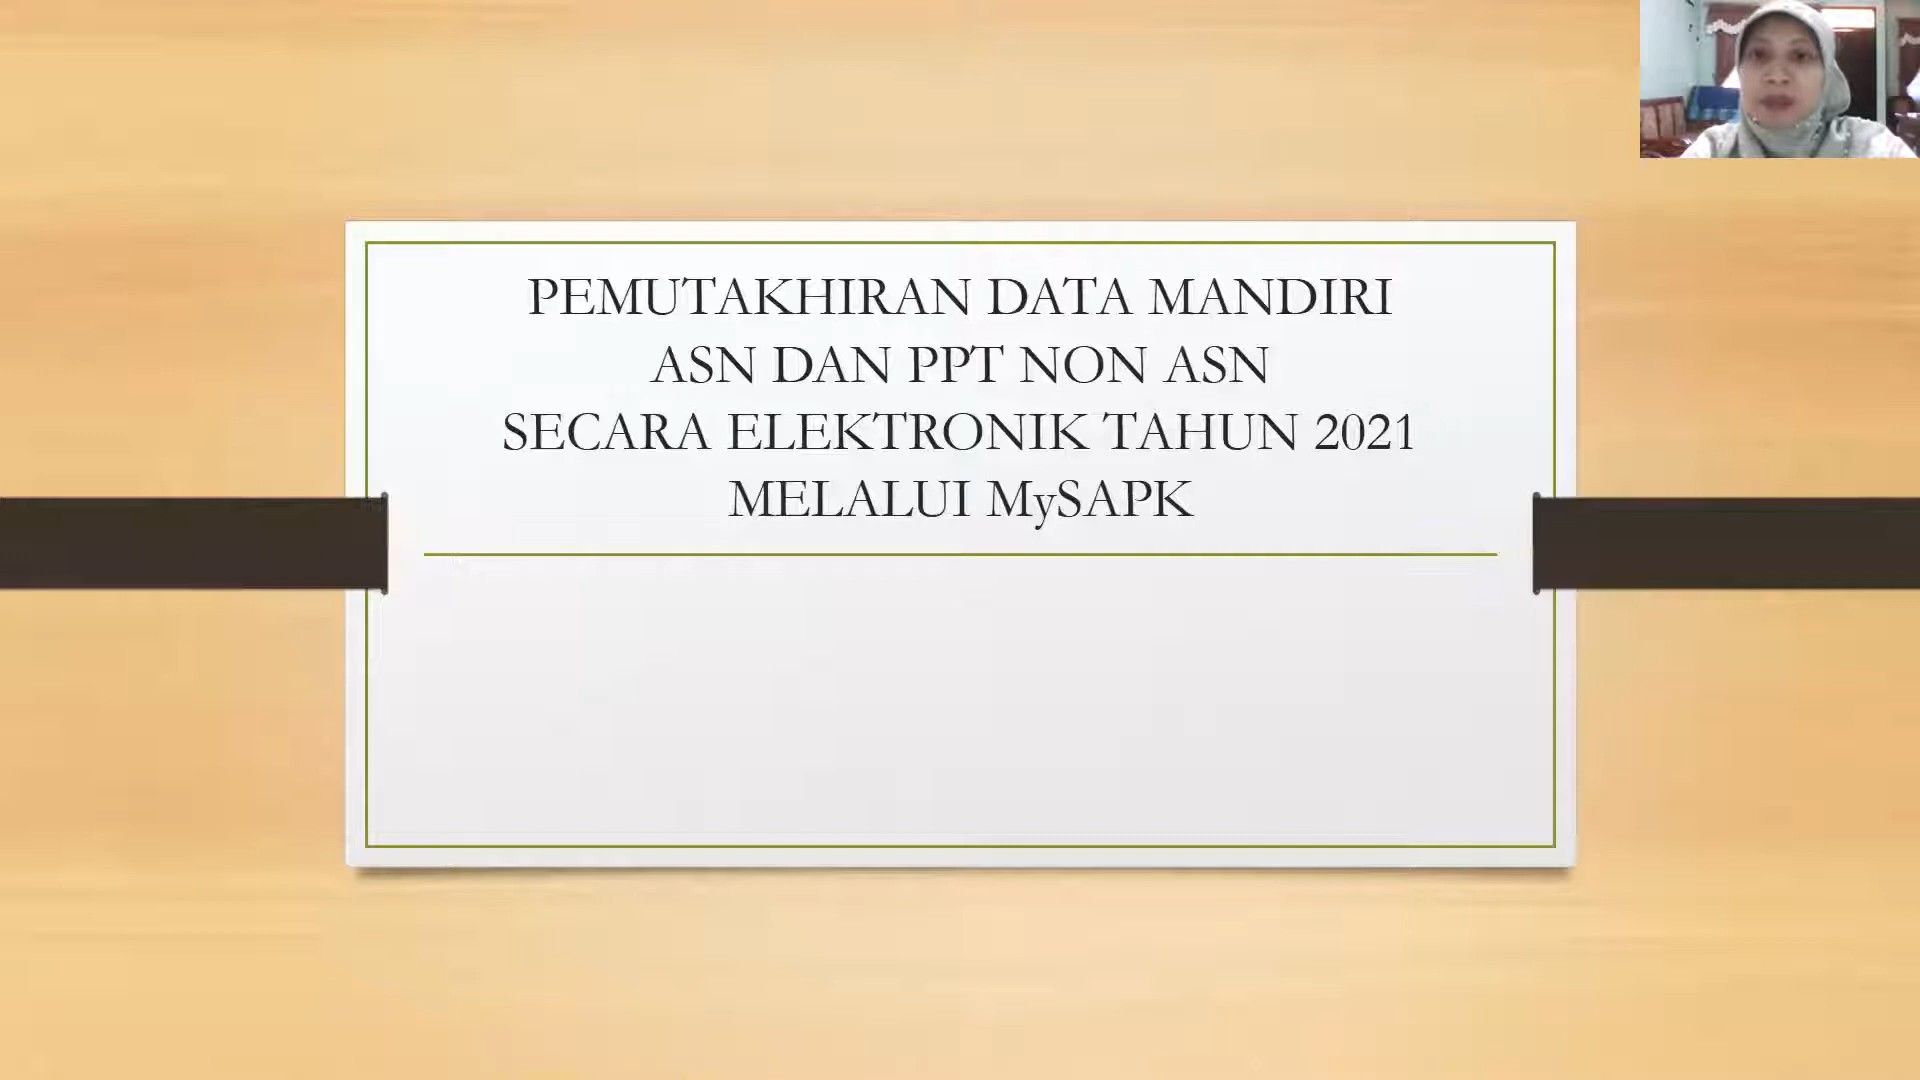 PEMUTAKHIRAN DATA MANDIRI
ASN DAN PPT NON ASN
SECARA ELEKTRONIK TAHUN 2021
MELALUI MySAPK